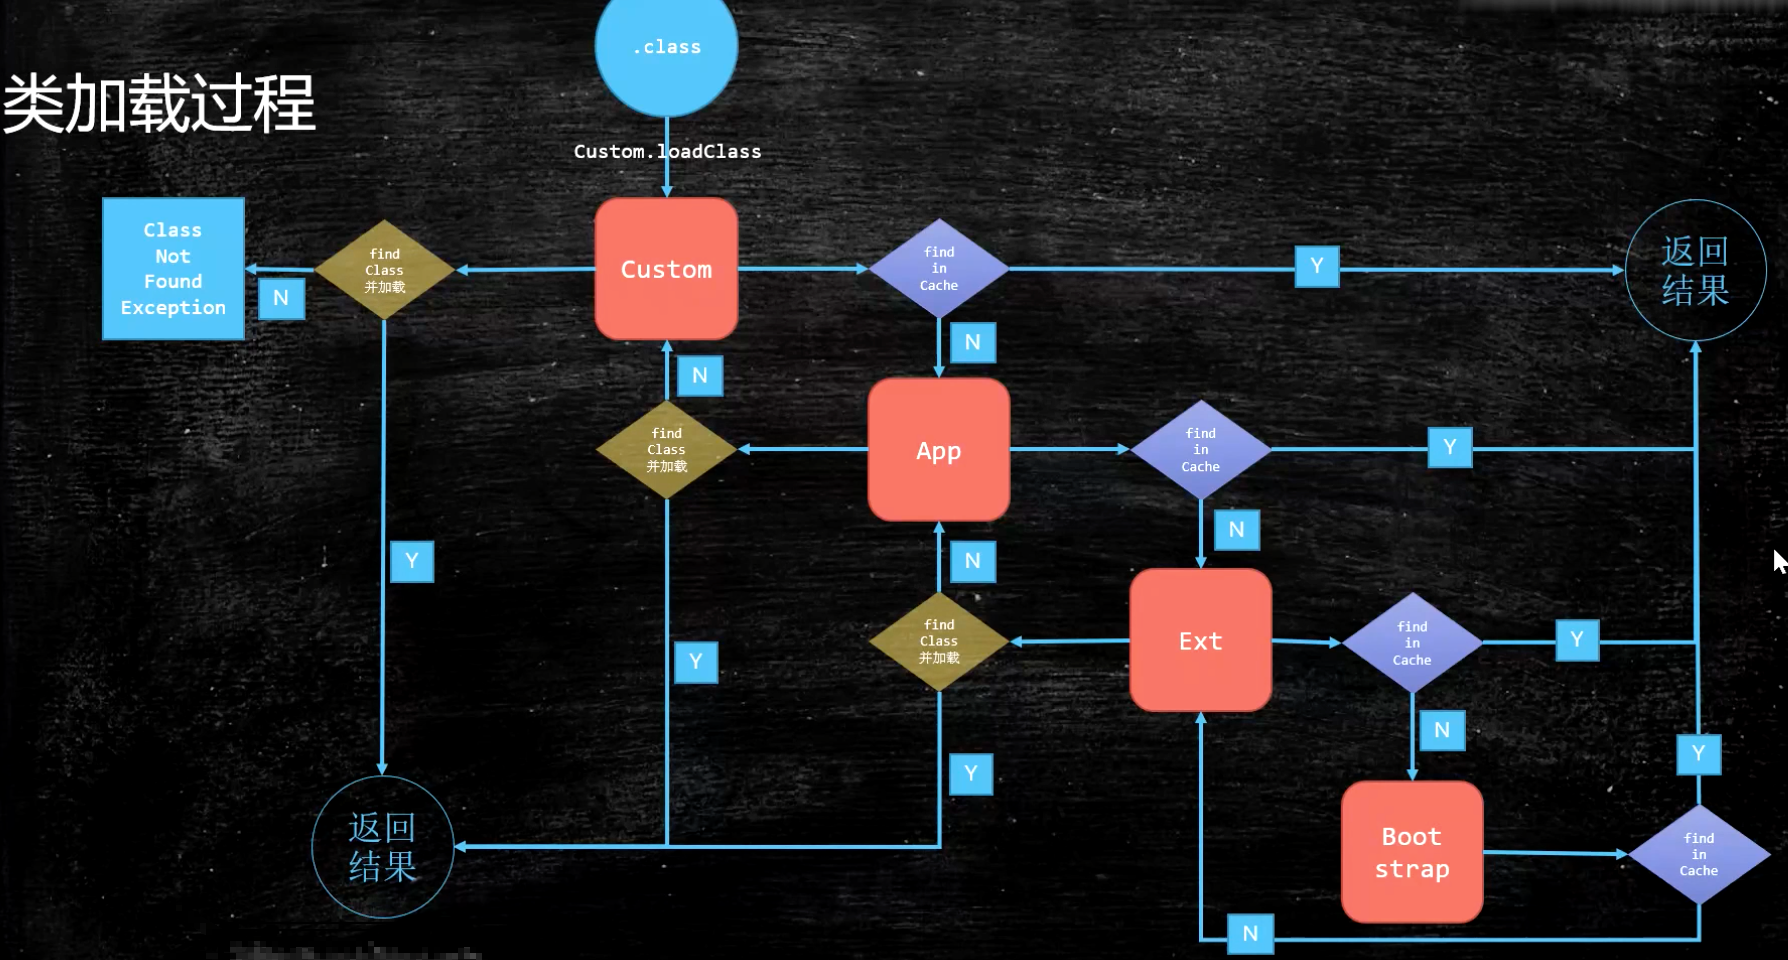 .class
类加载过程
Custom.loadClass
Class
Not
Found
Exception
N
find
Class
并加载
Custom
find
in
Cache
Y
返回
结果
N
N
find
Class
并加载
App
find
in
Cache
Y
N
N
Y
find
Class
并加载
Ext
find
in
Cache
Y
Y
N
Y
Y
返回
结果
Boot
strap
find
in
Cache
N